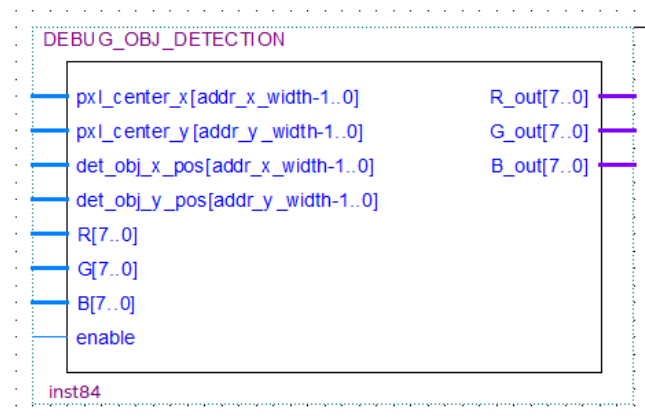 DEBUG_OBJ_DETECTION
pxl_center_x[addr_x_width-1..0] R_out[7..0]
pxl_center_y[addr_y_width-1..0] G_out[7..0]
det_obj_x_pos[addr_x_width-1..0] B_out[7..0]
det_obj_y_pos[addr_y_width-1..0]
R[7..0]
G[7..0]
B[7..0]
enable
inst84